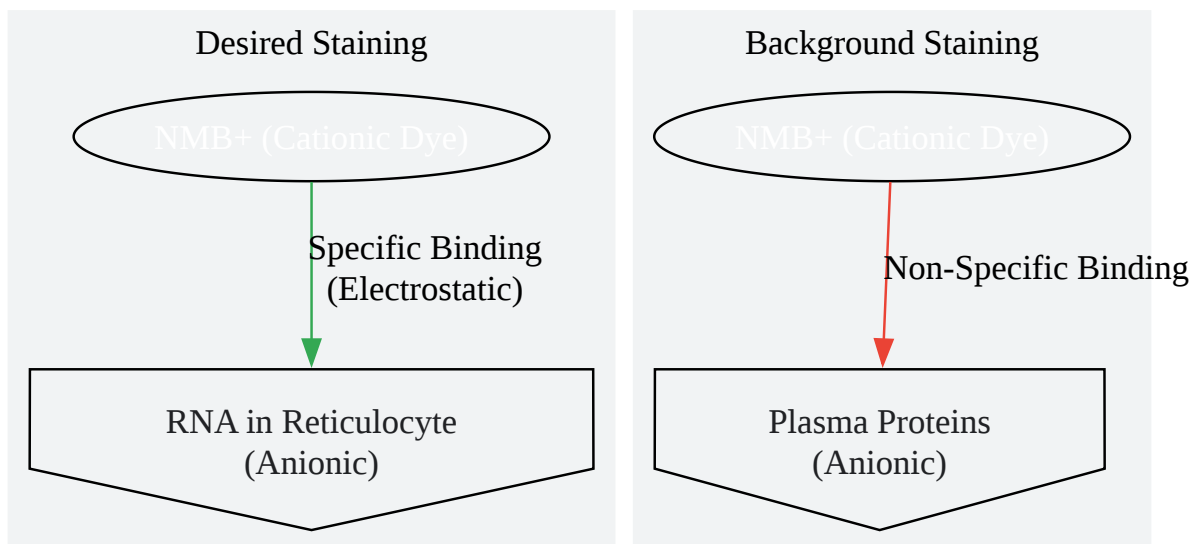 Desired Staining
NMB+ (Cationic Dye)
Specific Binding
(Electrostatic)
RNA in Reticulocyte
(Anionic)
Background Staining
NMB+ (Cationic Dye)
Non-Specific Binding
Plasma Proteins
(Anionic)